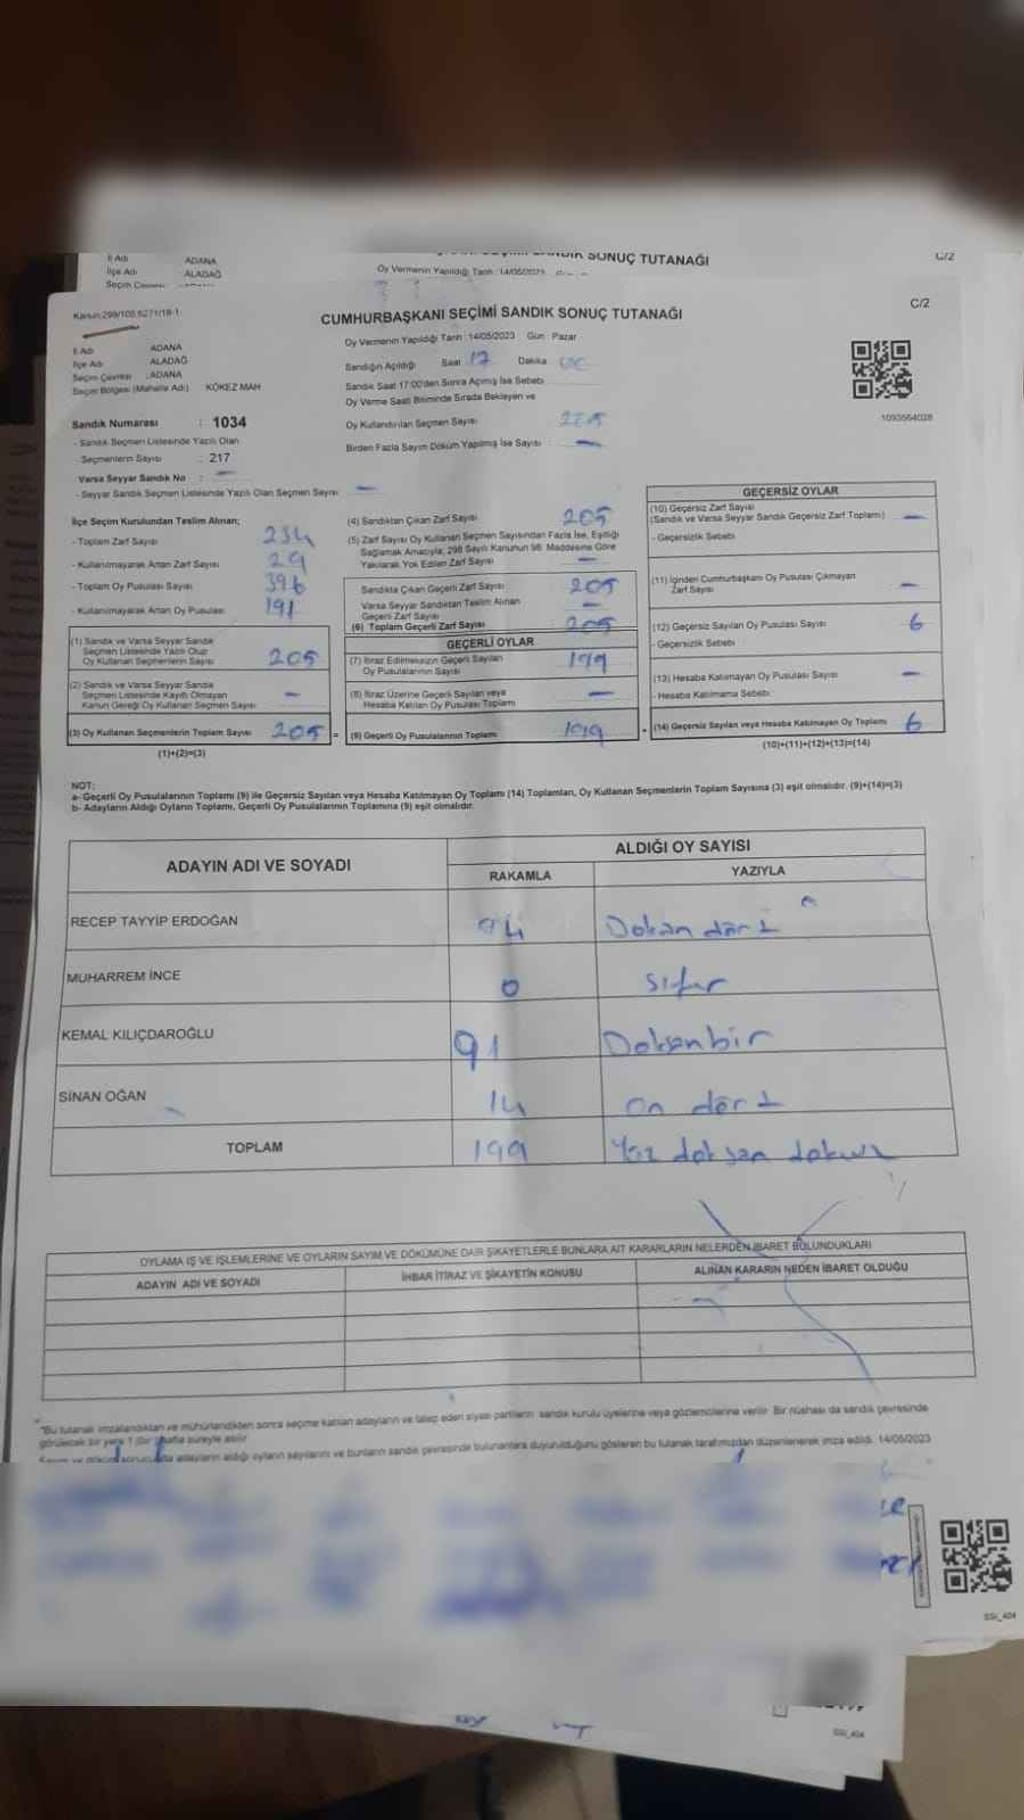 İl Adı ADANA
İlçe Adı ALADAĞ
SONUÇ TUTANAĞI
Oy Vermenin Yapıldığı Tarih : 14/05/2023
C/2
Kanun:298/105.6271/18-1
CUMHURBAŞKANI SEÇİMİ SANDIK SONUÇ TUTANAĞI
C/2
İl Adı ADANA
İlçe Adı ALADAĞ
Seçim Çevresi : ADANA
Seçim Bölgesi (Mahalle Adı) KÖKEZ MAH
Oy Vermenin Yapıldığı Tarih :14/05/2023 Gün : Pazar
Sandığın Açıldığı Saat 17 Dakika
Sandık Saat 17:00'den Sonra Açılmış İse Sebebi
Oy Verme Saati Bitiminde Sırada Bekleyen ve
Oy Kullandırılan Seçmen Sayısı
Birden Fazla Sayım Döküm Yapılmış İse Sayısı : —
1093564028
Sandık Numarası : 1034
- Sandık Seçmen Listesinde Yazılı Olan
Seçmenlerin Sayısı : 217
Varsa Seyyar Sandık No : —
- Seyyar Sandık Seçmen Listesinde Yazılı Olan Seçmen Sayısı —
İlçe Seçim Kurulundan Teslim Alınan;
- Toplam Zarf Sayısı 234
- Kullanılmayarak Artan Zarf Sayısı 29
- Toplam Oy Pusulası Sayısı 396
- Kullanılmayarak Artan Oy Pusulası 191
(1) Sandık ve Varsa Seyyar Sandık
Seçmen Listesinde Yazılı Olup
Oy Kullanan Seçmenlerin Sayısı 205
(2) Sandık ve Varsa Seyyar Sandık
Seçmen Listesinde Kayıtlı Olmayan
Kanun Gereği Oy Kullanan Seçmen Sayısı —
(3) Oy Kullanan Seçmenlerin Toplam Sayısı 205
(1)+(2)=(3)
(4) Sandıktan Çıkan Zarf Sayısı 205
(5) Zarf Sayısı Oy Kullanan Seçmen Sayısından Fazla İse, Eşitliği
Sağlamak Amacıyla, 298 Sayılı Kanunun 98. Maddesine Göre
Yakılarak Yok Edilen Zarf Sayısı —
Sandıkta Çıkan Geçerli Zarf Sayısı 205
Varsa Seyyar Sandıktan Teslim Alınan
Geçerli Zarf Sayısı —
(6) Toplam Geçerli Zarf Sayısı 205
GEÇERLİ OYLAR
(7) İtiraz Edilmeksizin Geçerli Sayılan
Oy Pusulalarının Sayısı 199
(8) İtiraz Üzerine Geçerli Sayılan veya
Hesaba Katılan Oy Pusulası Toplamı —
(9) Geçerli Oy Pusulalarının Toplamı 199
GEÇERSİZ OYLAR
(10) Geçersiz Zarf Sayısı
(Sandık ve Varsa Seyyar Sandık Geçersiz Zarf Toplamı) —
- Geçersizlik Sebebi
(11) İçinden Cumhurbaşkanı Oy Pusulası Çıkmayan
Zarf Sayısı —
(12) Geçersiz Sayılan Oy Pusulası Sayısı 6
- Geçersizlik Sebebi
(13) Hesaba Katılmayan Oy Pusulası Sayısı —
- Hesaba Katılmama Sebebi
(14) Geçersiz Sayılan veya Hesaba Katılmayan Oy Toplamı 6
(10)+(11)+(12)+(13)=(14)
NOT:
a- Geçerli Oy Pusulalarının Toplamı (9) ile Geçersiz Sayılan veya Hesaba Katılmayan Oy Toplamı (14) Toplamları, Oy Kullanan Seçmenlerin Toplam Sayısına (3) eşit olmalıdır. (9)+(14)=(3)
b- Adayların Aldığı Oyların Toplamı, Geçerli Oy Pusulalarının Toplamına (9) eşit olmalıdır.
ADAYIN ADI VE SOYADI ALDIĞI OY SAYISI
RAKAMLA YAZIYLA
RECEP TAYYİP ERDOĞAN 94 Doksan dört
MUHARREM İNCE 0 sıfır
KEMAL KILIÇDAROĞLU 91 Doksanbir
SİNAN OĞAN 14 on dört
TOPLAM 199 Yüz doksan dokuz
OYLAMA İŞ VE İŞLEMLERİNE VE OYLARIN SAYIM VE DÖKÜMÜNE DAİR ŞİKAYETLERLE BUNLARA AİT KARARLARIN NELERDEN İBARET BULUNDUKLARI
ADAYIN ADI VE SOYADI İHBAR İTİRAZ VE ŞİKAYETİN KONUSU ALINAN KARARIN NEDEN İBARET OLDUĞU
"Bu tutanak imzalandıktan ve mühürlendikten sonra seçime katılan adayların ve talep eden siyasi partilerin sandık kurulu üyelerine veya gözlemcilerine verilir. Bir nüshası da sandık çevresinde
görülecek bir yere 1 (bir) hafta süreyle asılır.
adayların aldığı oyların sayılarını ve bunların sandık çevresinde bulunanlara duyurulduğunu gösteren bu tutanak tarafımızdan düzenlenerek imza edildi. 14/05/2023
SSI_404
SSI_404